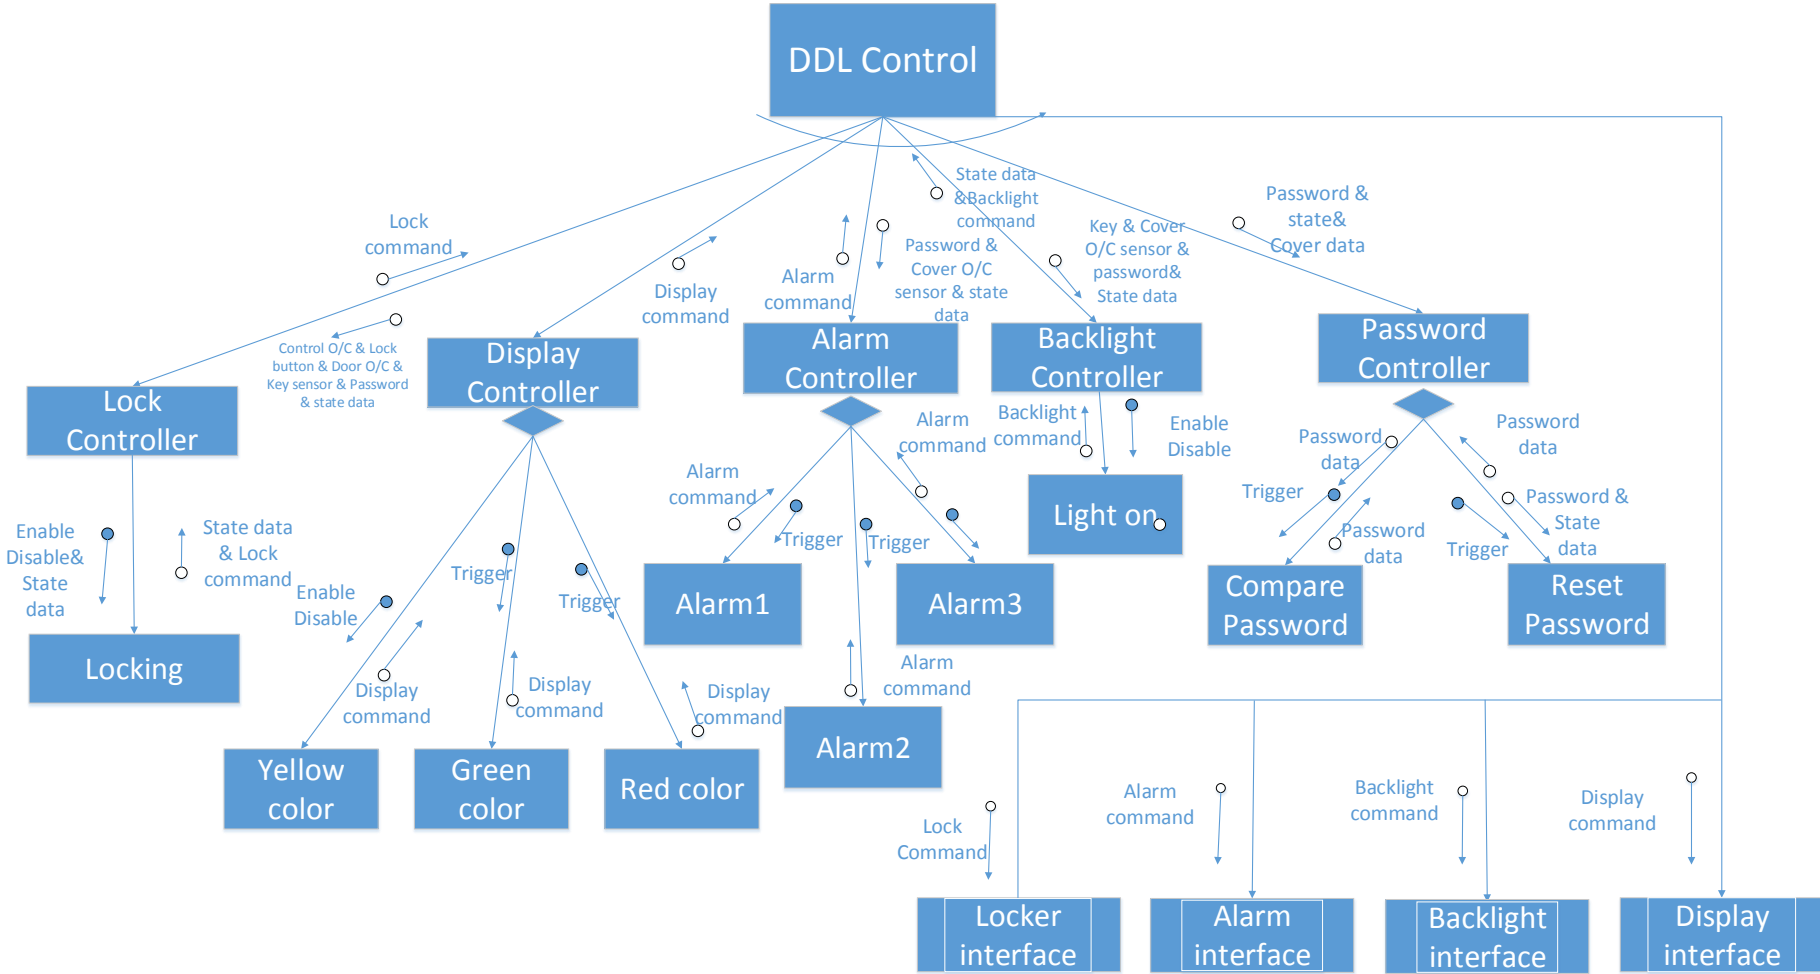 DDL Control
Lock
command
Control O/C & Lock
button & Door O/C &
Key sensor & Password
& state data
Display
command
Alarm
command
State data
&Backlight
command
Password &
Cover O/C
sensor & state
data
Key & Cover
O/C sensor &
password&
State data
Password &
state&
Cover data
Lock
Controller
Display
Controller
Alarm
Controller
Backlight
Controller
Password
Controller
Enable
Disable&
State
data
State data
& Lock
command
Locking
Enable
Disable
Display
command
Trigger
Display
command
Trigger
Display
command
Yellow
color
Green
color
Red color
Alarm
command
Trigger
Trigger
Alarm
command
Alarm
command
Alarm1
Alarm2
Alarm3
Backlight
command
Enable
Disable
Light on
Password
data
Trigger
Password
data
Password
data
Password &
State
data
Trigger
Compare
Password
Reset
Password
Lock
Command
Alarm
command
Backlight
command
Display
command
Locker
interface
Alarm
interface
Backlight
interface
Display
interface